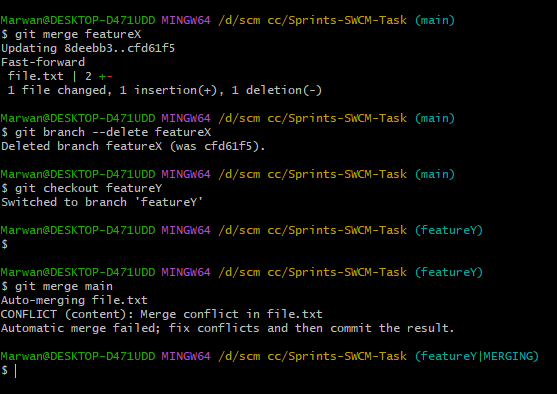 Marwan@DESKTOP-D471UDD MINGW64 /d/scm cc/Sprints-SWCM-Task (main)
$ git merge featureX
Updating 8deebb3..cfd61f5
Fast-forward
 file.txt | 2 +-
 1 file changed, 1 insertion(+), 1 deletion(-)
Marwan@DESKTOP-D471UDD MINGW64 /d/scm cc/Sprints-SWCM-Task (main)
$ git branch --delete featureX
Deleted branch featureX (was cfd61f5).
Marwan@DESKTOP-D471UDD MINGW64 /d/scm cc/Sprints-SWCM-Task (main)
$ git checkout featureY
Switched to branch 'featureY'
Marwan@DESKTOP-D471UDD MINGW64 /d/scm cc/Sprints-SWCM-Task (featureY)
$
Marwan@DESKTOP-D471UDD MINGW64 /d/scm cc/Sprints-SWCM-Task (featureY)
$ git merge main
Auto-merging file.txt
CONFLICT (content): Merge conflict in file.txt
Automatic merge failed; fix conflicts and then commit the result.
Marwan@DESKTOP-D471UDD MINGW64 /d/scm cc/Sprints-SWCM-Task (featureY|MERGING)
$